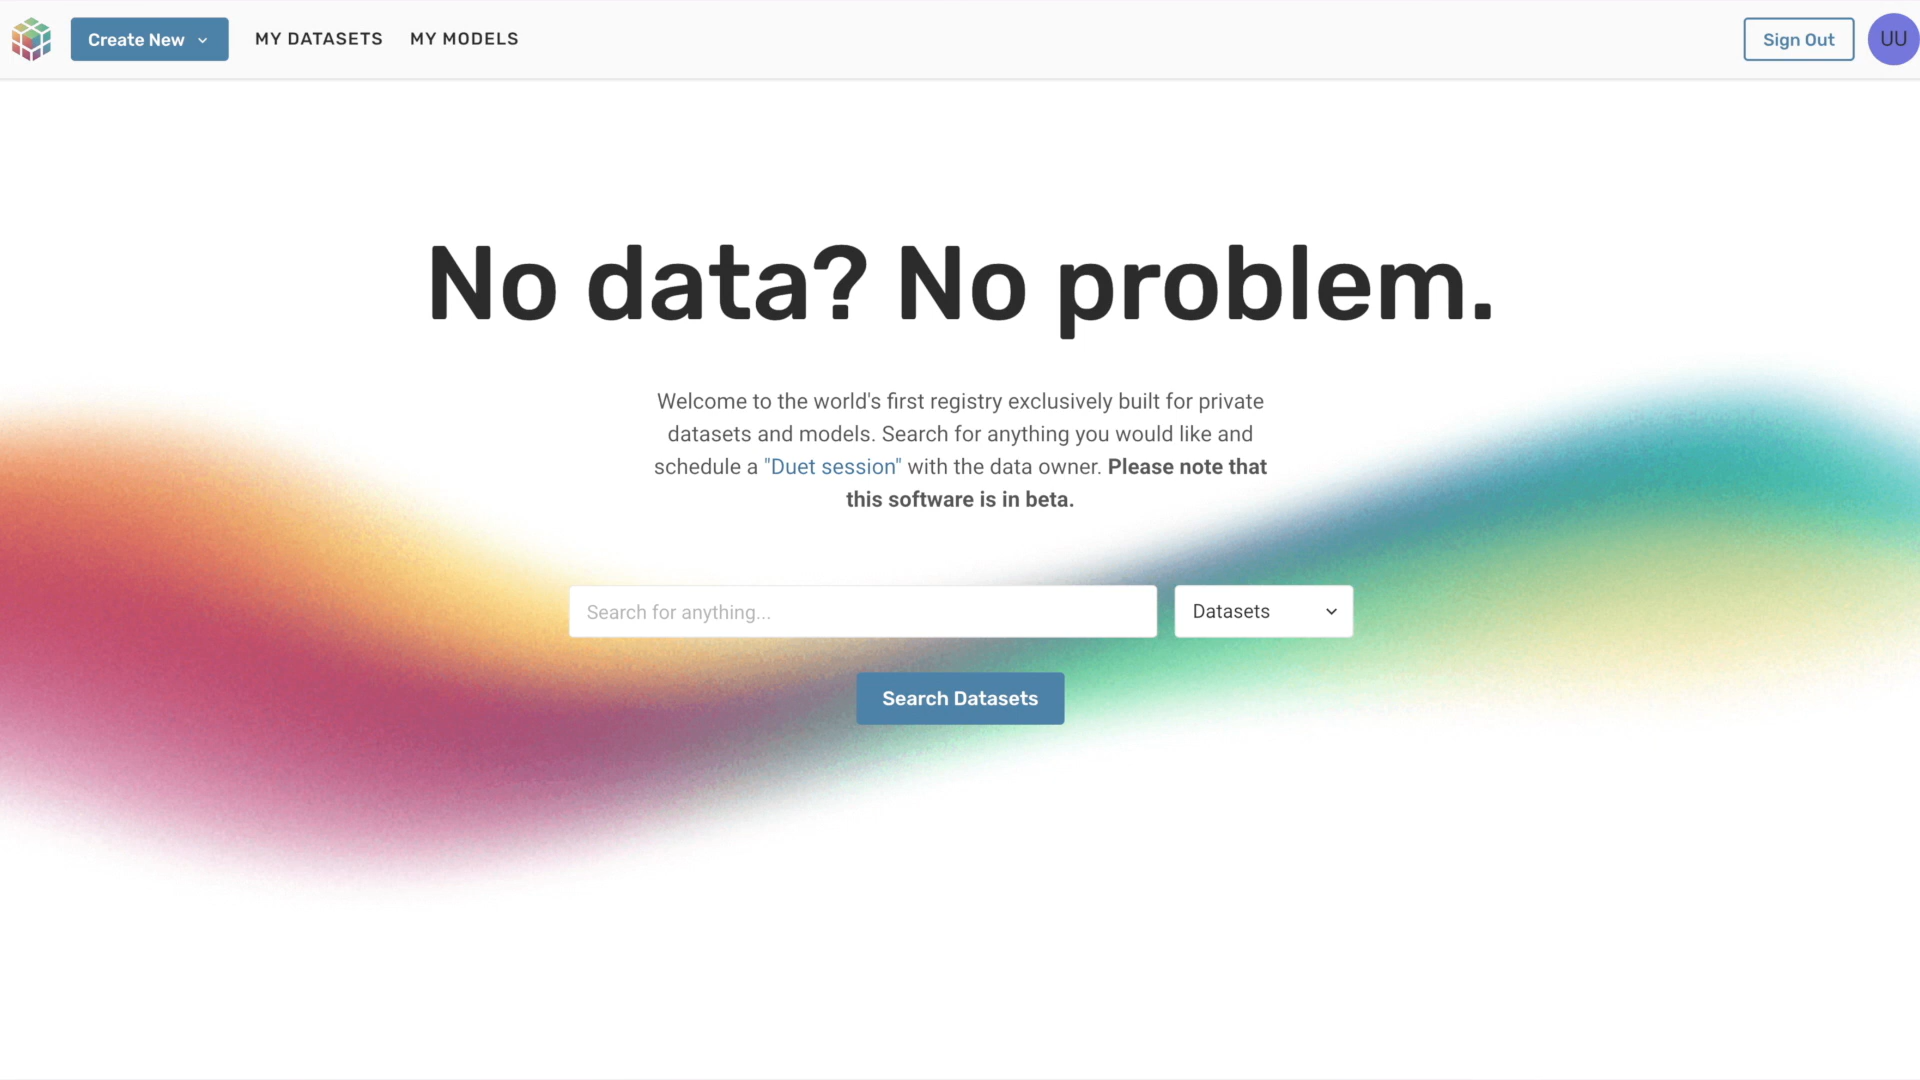 Create New
MY DATASETS
MY MODELS
Sign Out
UU
No data? No problem.
Welcome to the world's first registry exclusively built for private
datasets and models. Search for anything you would like and
schedule a "Duet session" with the data owner. Please note that
this software is in beta.
Search for anything...
Datasets
Search Datasets